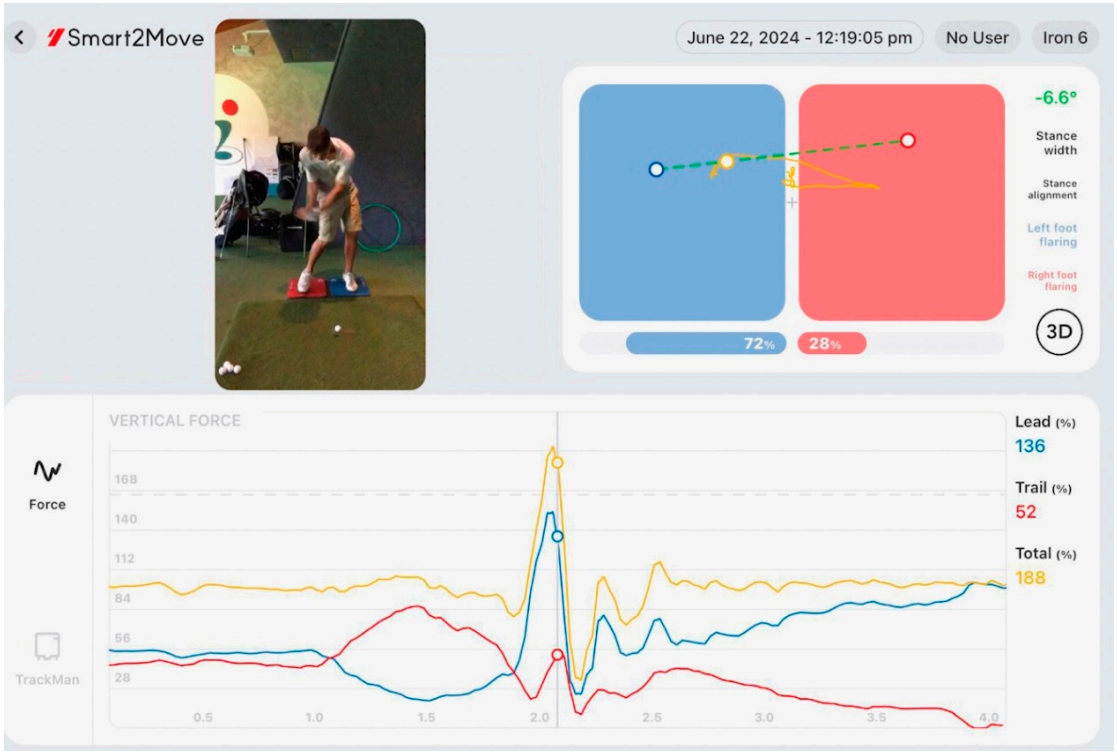 Smart2Move
June 22, 2024 - 12:19:05 pm
No User
Iron 6
-6.6°
Stance
width
Stance
alignment
Left foot
flaring
Right foot
flaring
3D
72%
28%
VERTICAL FORCE
Force
TrackMan
168
140
112
84
56
28
0.5
1.0
1.5
2.0
2.5
3.0
3.5
4.0
Lead (%)
136
Trail (%)
52
Total (%)
188